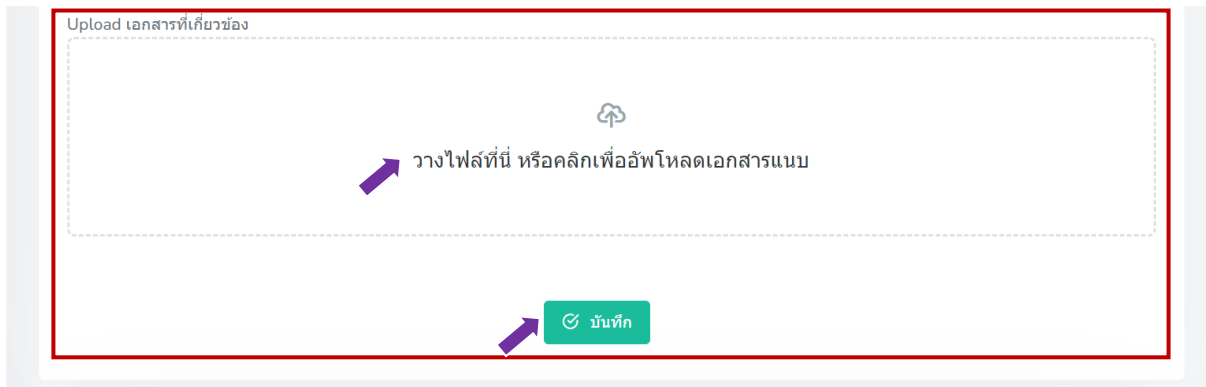 Upload เอกสารที่เกี่ยวข้อง
วางไฟล์ที่นี่ หรือคลิกเพื่ออัพโหลดเอกสารแนบ
บันทึก